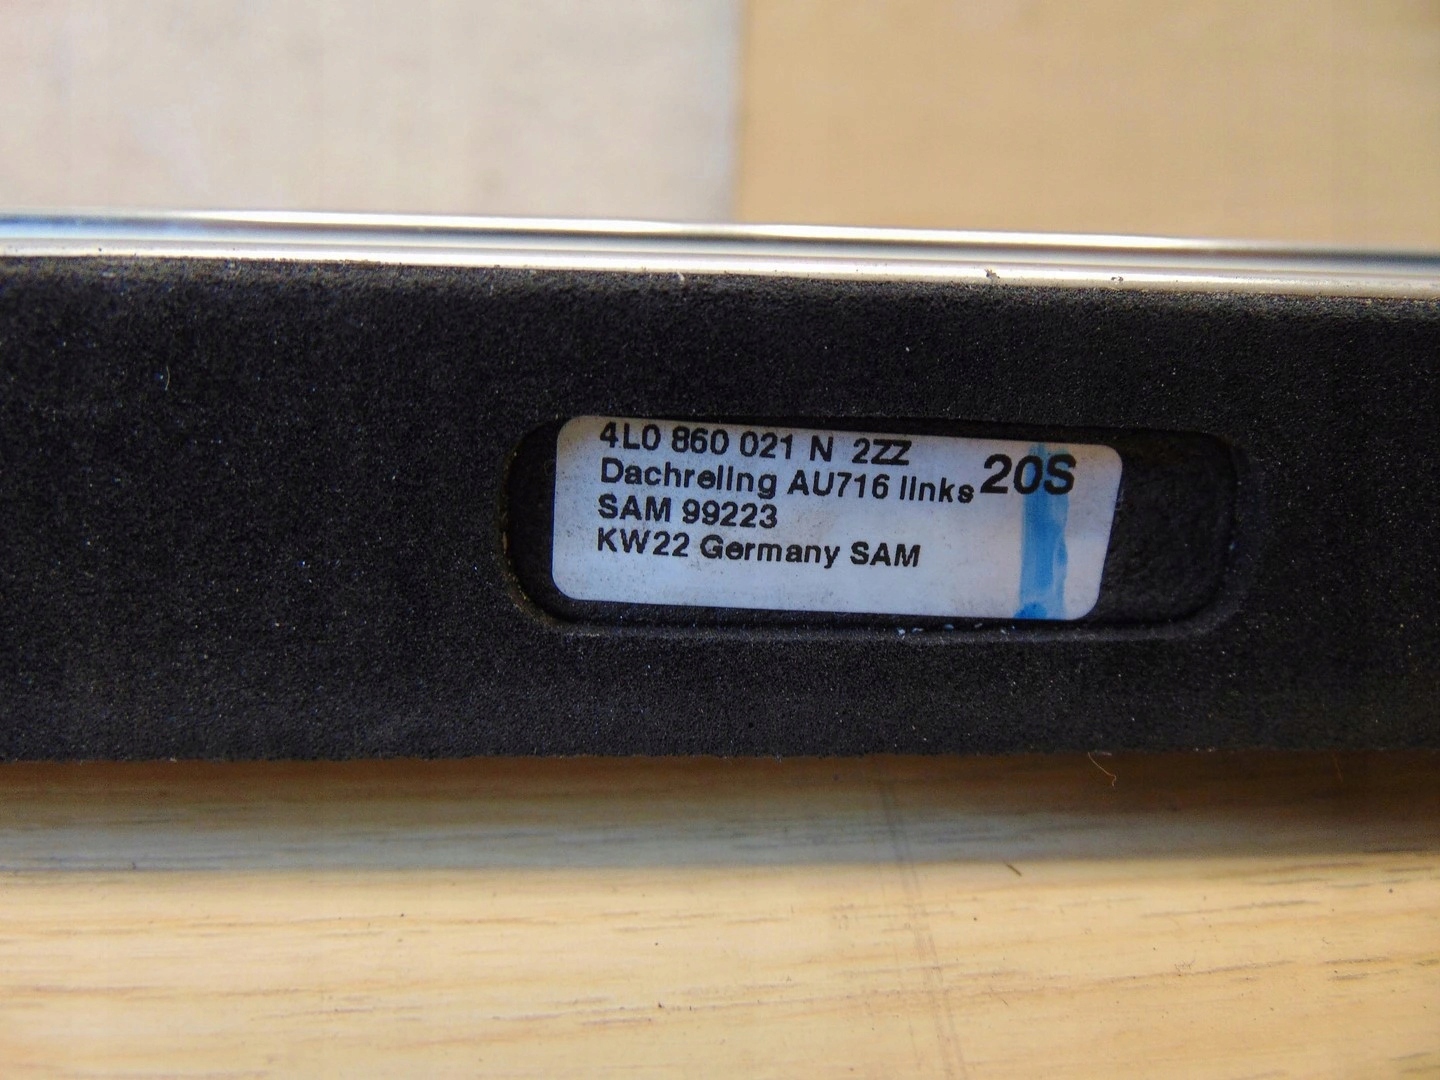 4L0 860 021 N 2ZZ
Dachreling AU716 links 20S
SAM 99223
KW22 Germany SAM